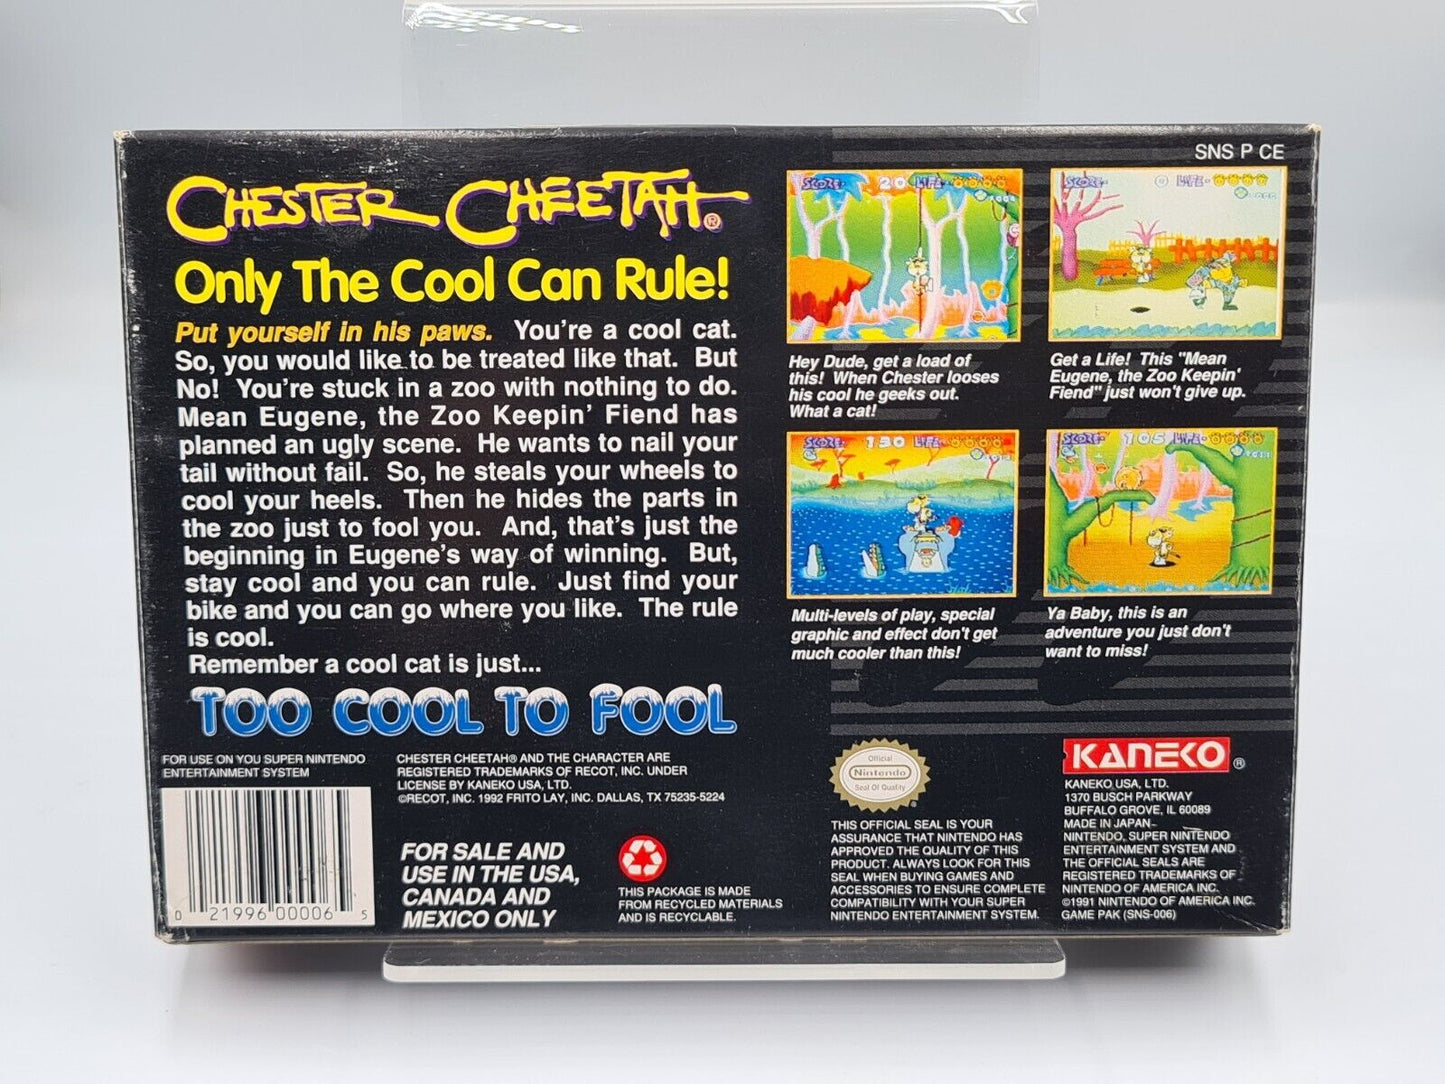 SNS P CE
CHESTER CHEETAH®
Only The Cool Can Rule!
Put yourself in his paws. You're a cool cat.
So, you would like to be treated like that. But
No! You're stuck in a zoo with nothing to do.
Mean Eugene, the Zoo Keepin' Fiend has
planned an ugly scene. He wants to nail your
tail without fail. So, he steals your wheels to
cool your heels. Then he hides the parts in
the zoo just to fool you. And, that's just the
beginning in Eugene's way of winning. But,
stay cool and you can rule. Just find your
bike and you can go where you like. The rule
is cool.
Remember a cool cat is just...
TOO COOL TO FOOL
SCORE- 20 LIFE-
Hey Dude, get a load of
this! When Chester looses
his cool he geeks out.
What a cat!
SCORE- 0 LIFE-
Get a Life! This "Mean
Eugene, the Zoo Keepin'
Fiend" just won't give up.
SCORE- 130 LIFE-
Multi-levels of play, special
graphic and effect don't get
much cooler than this!
SCORE- 105 LIFE-
Ya Baby, this is an
adventure you just don't
want to miss!
FOR USE ON YOU SUPER NINTENDO
ENTERTAINMENT SYSTEM
0 21996 00006 5
CHESTER CHEETAH® AND THE CHARACTER ARE
REGISTERED TRADEMARKS OF RECOT, INC. UNDER
LICENSE BY KANEKO USA, LTD.
©RECOT, INC. 1992 FRITO LAY, INC. DALLAS, TX 75235-5224
FOR SALE AND
USE IN THE USA,
CANADA AND
MEXICO ONLY
THIS PACKAGE IS MADE
FROM RECYCLED MATERIALS
AND IS RECYCLABLE.
Official
Nintendo
Seal Of Quality
THIS OFFICIAL SEAL IS YOUR
ASSURANCE THAT NINTENDO HAS
APPROVED THE QUALITY OF THIS
PRODUCT. ALWAYS LOOK FOR THIS
SEAL WHEN BUYING GAMES AND
ACCESSORIES TO ENSURE COMPLETE
COMPATIBILITY WITH YOUR SUPER
NINTENDO ENTERTAINMENT SYSTEM.
KANEKO®
KANEKO USA, LTD.
1370 BUSCH PARKWAY
BUFFALO GROVE, IL 60089
MADE IN JAPAN
NINTENDO, SUPER NINTENDO
ENTERTAINMENT SYSTEM AND
THE OFFICIAL SEALS ARE
REGISTERED TRADEMARKS OF
NINTENDO OF AMERICA INC.
©1991 NINTENDO OF AMERICA INC.
GAME PAK (SNS-006)